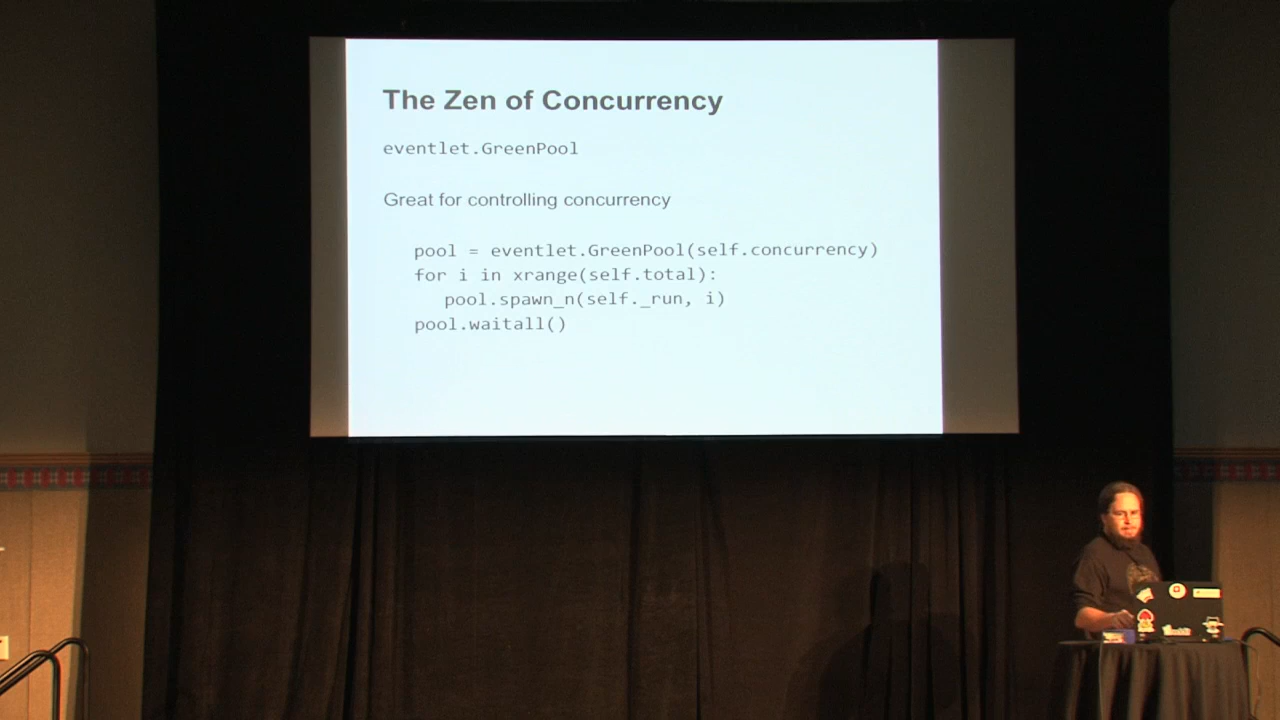 The Zen of Concurrency
eventlet.GreenPool
Great for controlling concurrency
pool = eventlet.GreenPool(self.concurrency)
for i in xrange(self.total):
pool.spawn_n(self._run, i)
pool.waitall()